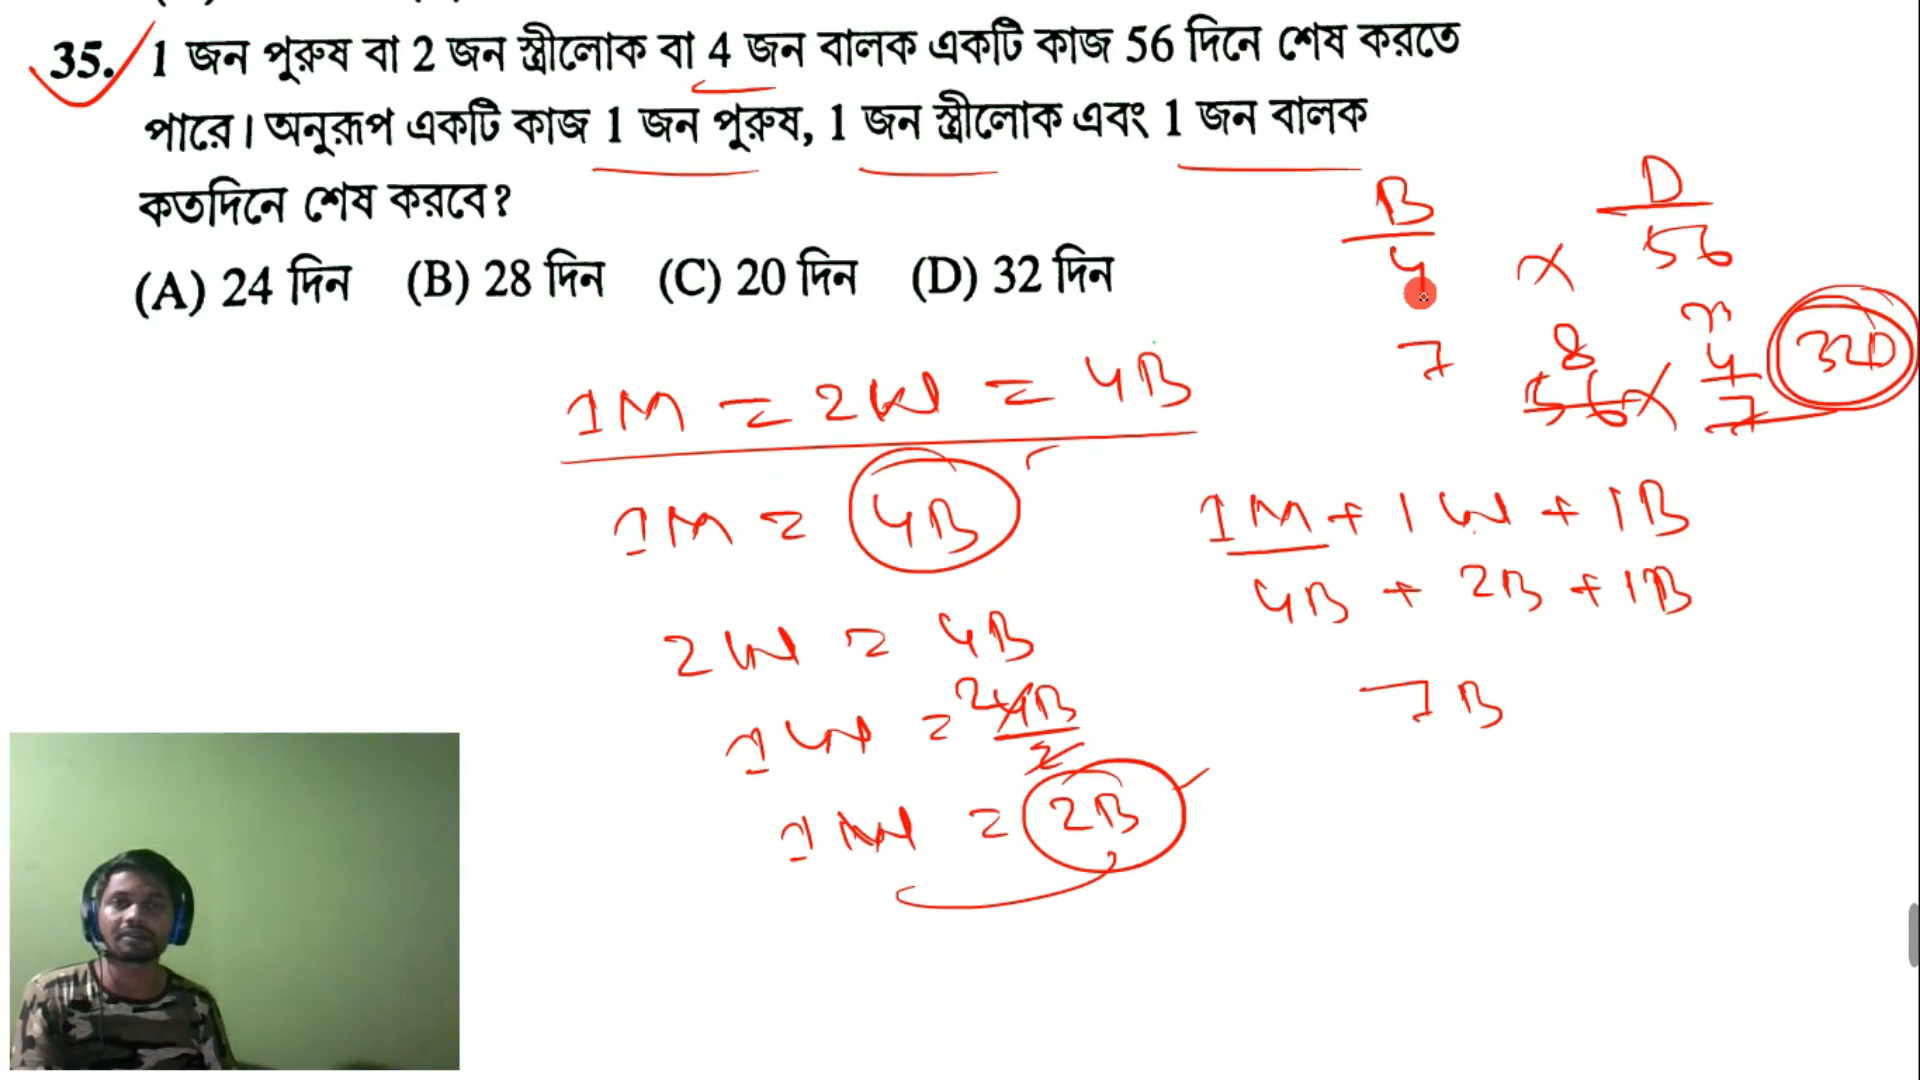 35. 1 জন পুরুষ বা 2 জন স্ত্রীলোক বা 4 জন বালক একটি কাজ 56 দিনে শেষ করতে
পারে। অনুরূপ একটি কাজ 1 জন পুরুষ, 1 জন স্ত্রীলোক এবং 1 জন বালক
কতদিনে শেষ করবে?
(A) 24 দিন (B) 28 দিন (C) 20 দিন (D) 32 দিন
B D
4 56
7
8
56 × 4/7
32D
1M = 2W = 4B
1M = 4B
2W = 4B
1W = 4B/2
2
1W = 2B
1M + 1W + 1B
4B + 2B + 1B
7B